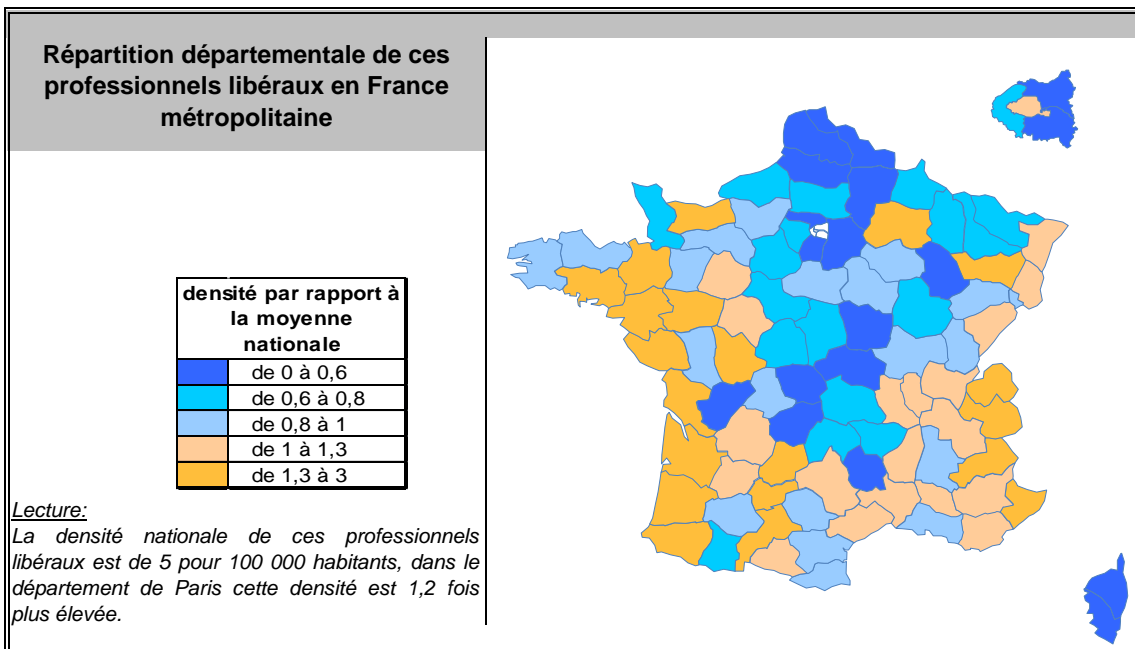 Répartition départementale de ces
professionnels libéraux en France
métropolitaine
densité par rapport à
la moyenne
nationale
de 0 à 0,6
de 0,6 à 0,8
de 0,8 à 1
de 1 à 1,3
de 1,3 à 3
Lecture:
La densité nationale de ces professionnels
libéraux est de 5 pour 100 000 habitants, dans le
département de Paris cette densité est 1,2 fois
plus élevée.